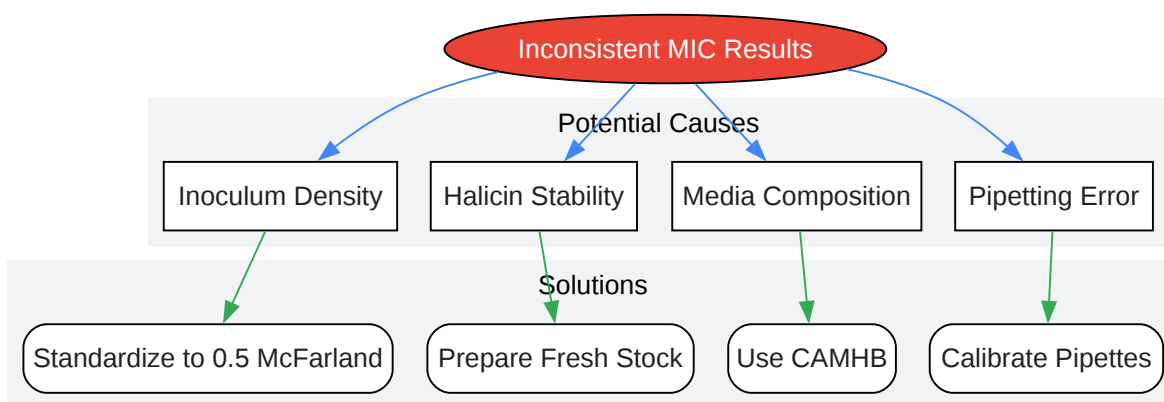 Inconsistent MIC Results
Potential Causes
Inoculum Density
Halicin Stability
Media Composition
Pipetting Error
Solutions
Standardize to 0.5 McFarland
Prepare Fresh Stock
Use CAMHB
Calibrate Pipettes